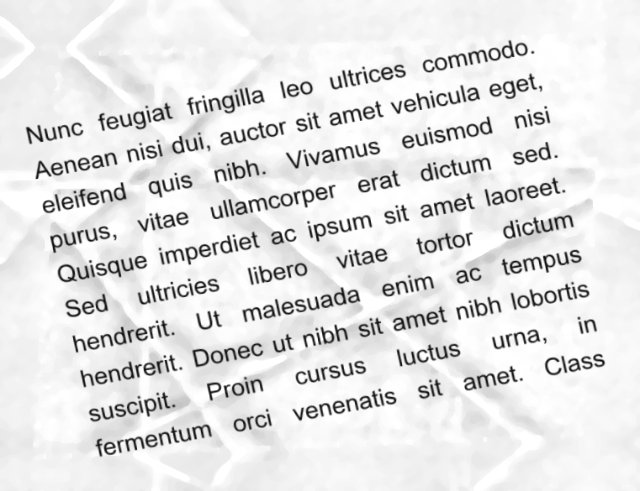 Nunc feugiat fringilla leo ultrices commodo.
Aenean nisi dui, auctor sit amet vehicula eget,
eleifend quis nibh. Vivamus euismod nisi
purus, vitae ullamcorper erat dictum sed.
Quisque imperdiet ac ipsum sit amet laoreet.
Sed ultricies libero vitae tortor dictum
hendrerit. Ut malesuada enim ac tempus
hendrerit. Donec ut nibh sit amet nibh lobortis
suscipit. Proin cursus luctus urna, in
fermentum orci venenatis sit amet. Class